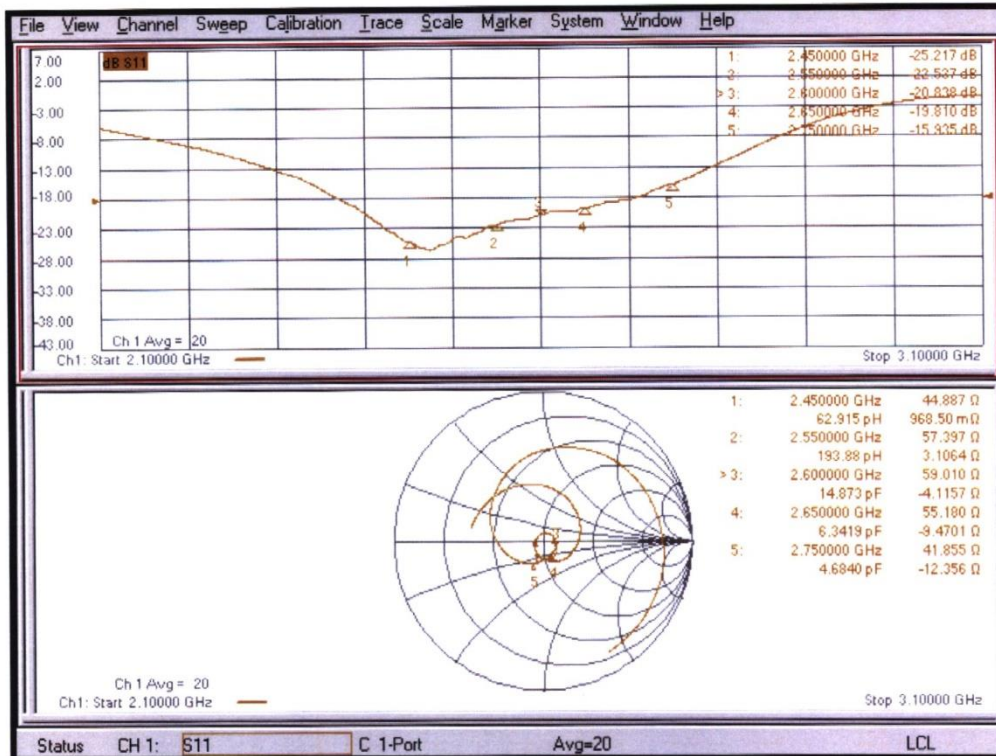 File View Channel Sweep Calibration Trace Scale Marker System Window Help
7.00
2.00
-3.00
-8.00
-13.00
-18.00
-23.00
-28.00
-33.00
-38.00
-43.00
dB S11
1: 2.450000 GHz -25.217 dB
2: 2.550000 GHz -22.537 dB
> 3: 2.600000 GHz -20.838 dB
4: 2.650000 GHz -19.810 dB
5: 2.750000 GHz -15.935 dB
1
2
3
4
5
Ch 1 Avg = 20
Ch1: Start 2.10000 GHz
Stop 3.10000 GHz
1: 2.450000 GHz 44.887 Ω
62.915 pH 968.50 mΩ
2: 2.550000 GHz 57.397 Ω
193.88 pH 3.1064 Ω
> 3: 2.600000 GHz 59.010 Ω
14.873 pF -4.1157 Ω
4: 2.650000 GHz 55.180 Ω
6.3419 pF -9.4701 Ω
5: 2.750000 GHz 41.855 Ω
4.6840 pF -12.356 Ω
5
4
Ch 1 Avg = 20
Ch1: Start 2.10000 GHz
Stop 3.10000 GHz
Status CH 1: S11 C 1-Port Avg=20 LCL